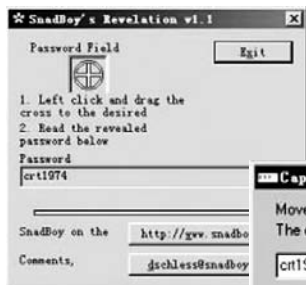 SnadBoy's Revelation v1.1
Password Field
Exit
1. Left click and drag the
cross to the desired
2. Read the revealed
password below
Password
crt1974
SnadBoy on the
http://www.snadbo
Comments,
dschless@snadboy
Cap
Move
The
crt19